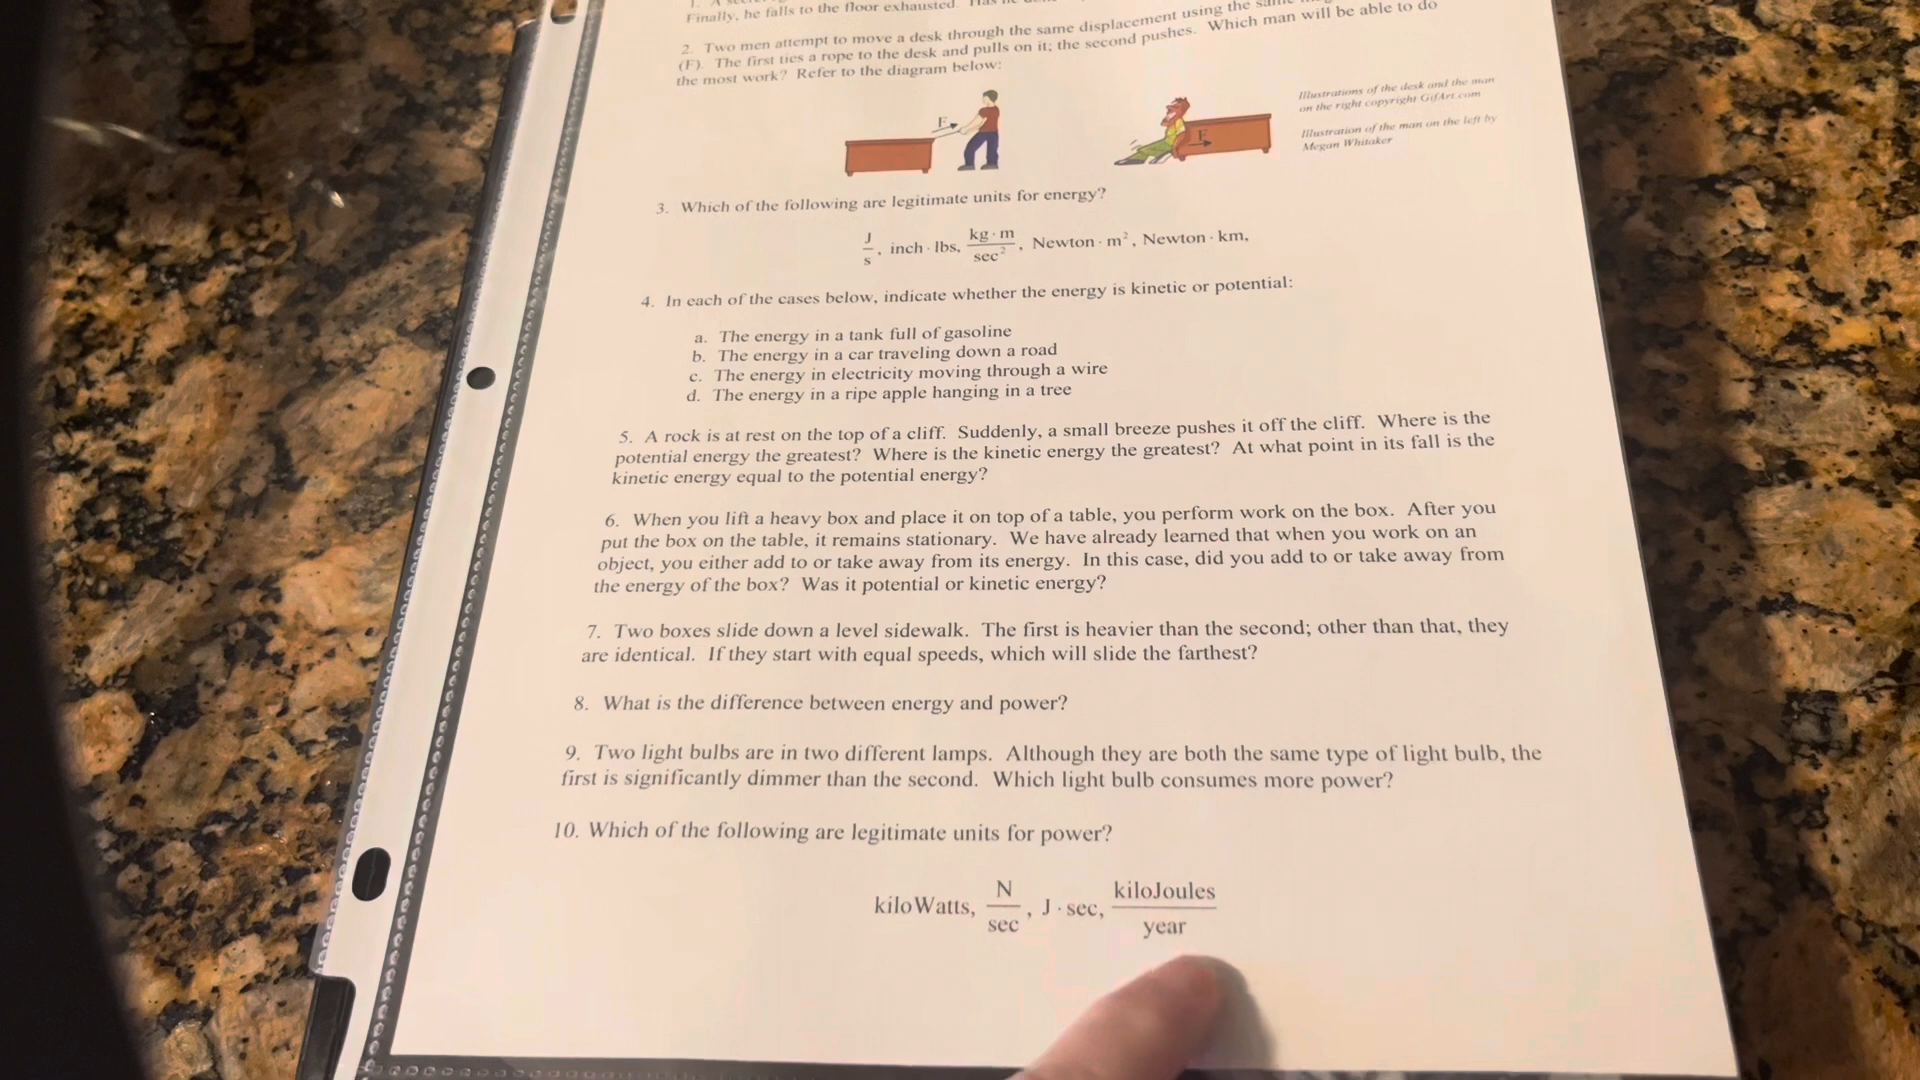 Finally, he falls to the floor exhausted.
2. Two men attempt to move a desk through the same displacement using the
(F). The first ties a rope to the desk and pulls on it; the second pushes. Which man will be able to do
the most work? Refer to the diagram below:
F
F
Illustrations of the desk and the man
on the right copyright GifArt.com
Illustration of the man on the left by
Megan Whitaker
3. Which of the following are legitimate units for energy?
J/s, inch · lbs, kg · m/sec², Newton · m², Newton · km,
4. In each of the cases below, indicate whether the energy is kinetic or potential:
a. The energy in a tank full of gasoline
b. The energy in a car traveling down a road
c. The energy in electricity moving through a wire
d. The energy in a ripe apple hanging in a tree
5. A rock is at rest on the top of a cliff. Suddenly, a small breeze pushes it off the cliff. Where is the
potential energy the greatest? Where is the kinetic energy the greatest? At what point in its fall is the
kinetic energy equal to the potential energy?
6. When you lift a heavy box and place it on top of a table, you perform work on the box. After you
put the box on the table, it remains stationary. We have already learned that when you work on an
object, you either add to or take away from its energy. In this case, did you add to or take away from
the energy of the box? Was it potential or kinetic energy?
7. Two boxes slide down a level sidewalk. The first is heavier than the second; other than that, they
are identical. If they start with equal speeds, which will slide the farthest?
8. What is the difference between energy and power?
9. Two light bulbs are in two different lamps. Although they are both the same type of light bulb, the
first is significantly dimmer than the second. Which light bulb consumes more power?
10. Which of the following are legitimate units for power?
kiloWatts, N/sec, J · sec, kiloJoules/year